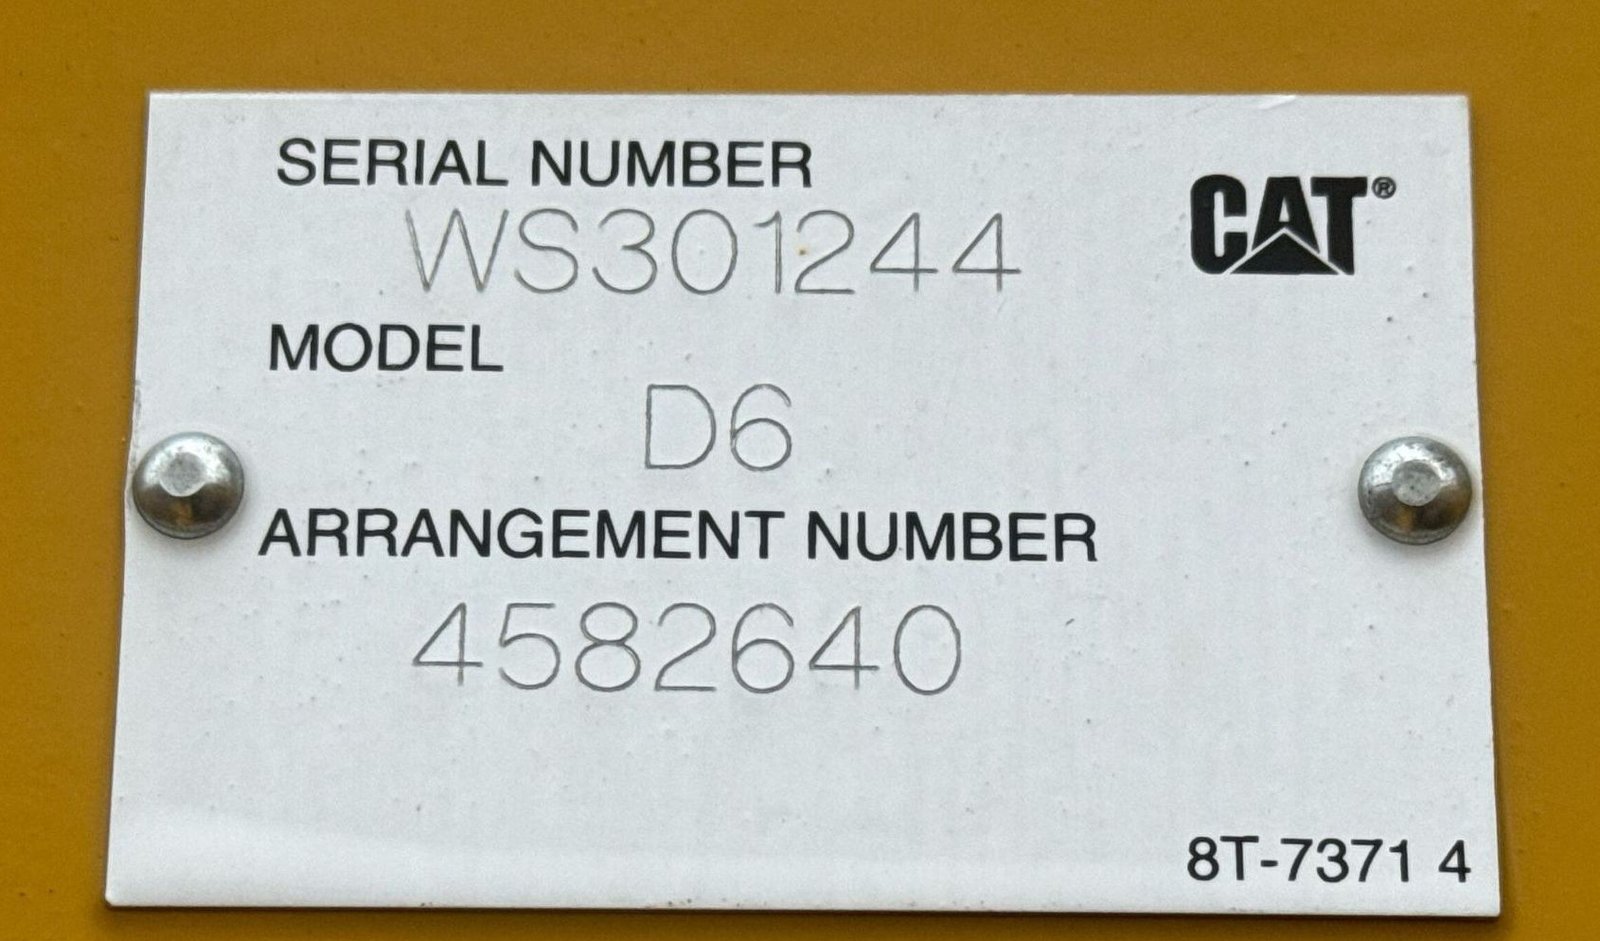 SERIAL NUMBER
CAT®
WS301244
MODEL
D6
ARRANGEMENT NUMBER
4582640
8T-7371 4